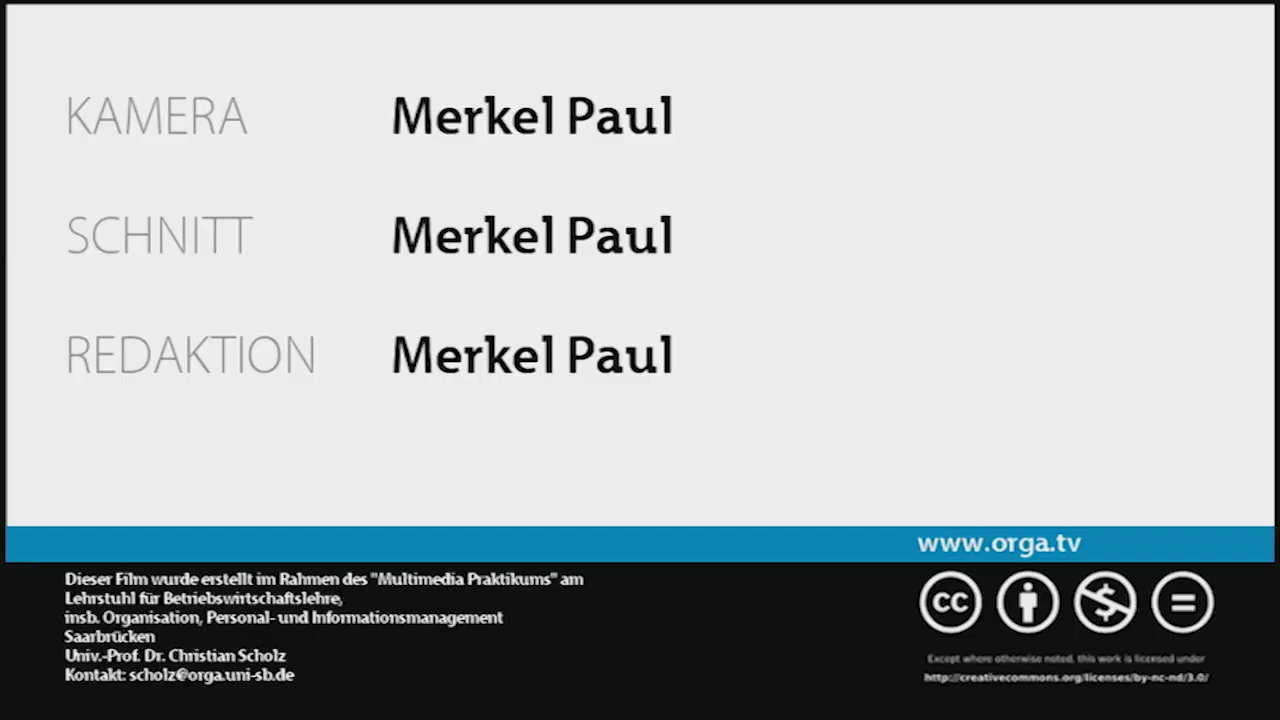 KAMERA Merkel Paul
SCHNITT Merkel Paul
REDAKTION Merkel Paul
www.orga.tv
Dieser Film wurde erstellt im Rahmen des "Multimedia Praktikums" am
Lehrstuhl für Betriebswirtschaftslehre,
insb. Organisation, Personal- und Informationsmanagement
Saarbrücken
Univ.-Prof. Dr. Christian Scholz
Kontakt: scholz@orga.uni-sb.de
cc
Except where otherwise noted, this work is licensed under
http://creativecommons.org/licenses/by-nc-nd/3.0/